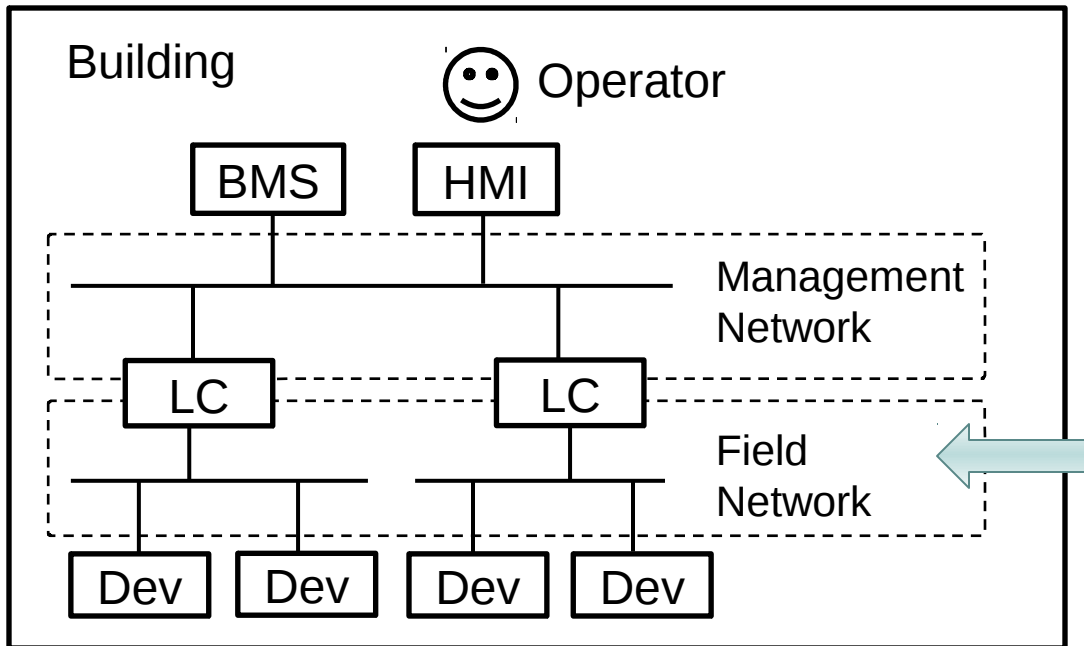 Building
Operator
BMS
HMI
Management
Network
LC
LC
Field
Network
Dev
Dev
Dev
Dev